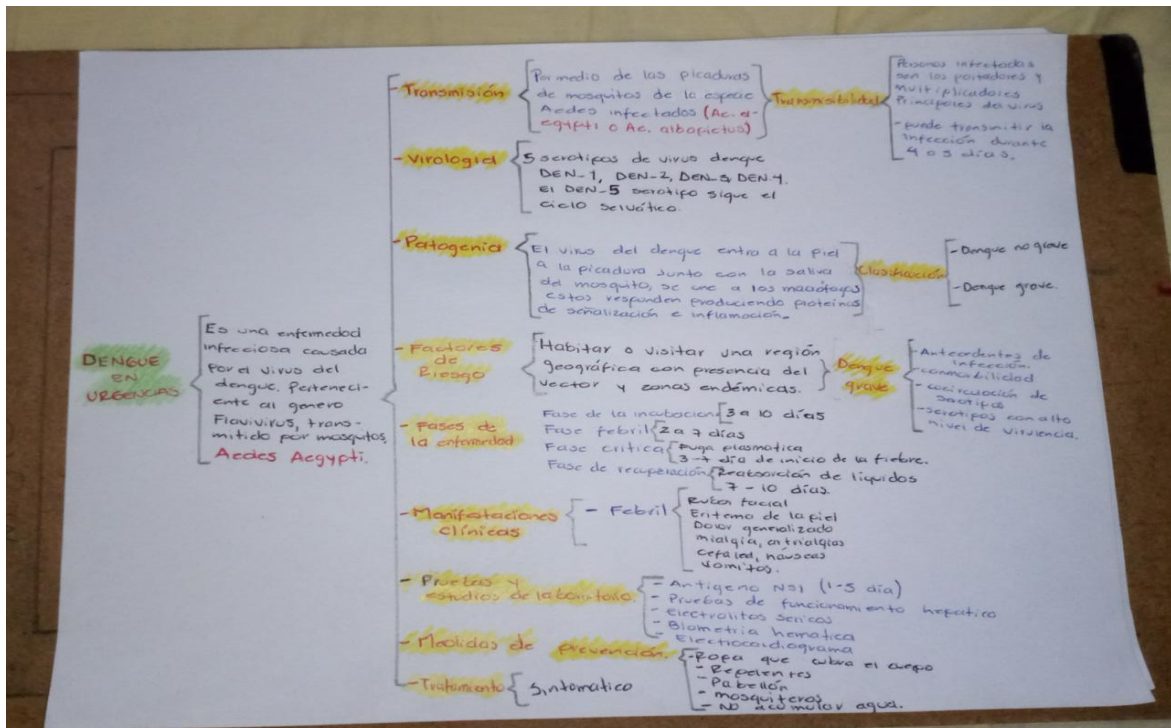 DENGUE
EN
URGENCIAS
Es una enfermedad
infecciosa causada
Por el virus del
dengue, Perteneci-
ente al genero
Flavivirus, trans-
mitido por mosquitos
Aedes Aegypti.
- Transmisión
Por medio de las picaduras
de mosquitos de la especie
Aedes infectados (Ac. a-
egypti o Ac. albopictus)
Transmisibilidad
Personas infectadas
son los portadores y
multiplicadores
Principales del virus
- puede transmitir la
infección durante
4 o 5 días.
- Virología
5 serotipos de virus dengue
DEN-1, DEN-2, DEN-3 DEN-4.
El DEN-5 serotipo sigue el
ciclo selvático.
- Patogenia
El virus del dengue entra a la piel
a la picadura junto con la saliva
del mosquito, se une a los macrófagos
estos responden produciendo proteínas
de señalización e inflamación.
Clasificación
- Dengue no grave
- Dengue grave.
- Factores
de
Riesgo
Habitar o visitar una región
geográfica con presencia del
vector y zonas endémicas.
Dengue
grave
- Antecedentes de
infección.
- comorbilidad
- cocirculación de
serotipos
- serotipos con alto
nivel de virulencia.
- Fases de
la enfermedad
Fase de la incubación 3 a 10 días
Fase febril 2 a 7 días
Fase critica Fuga plasmatica
3-7 día de inicio de la fiebre.
Fase de recuperación Reabsorción de líquidos
7-10 días.
- Manifestaciones
clínicas
- Febril
Rubor facial
Eritema de la piel
Dolor generalizado
mialgia, artralgias
cefalea, náuseas
vomitos.
- Pruebas y
estudios de laboratorio
- Antigeno NS1 (1-5 día)
- Pruebas de funcionamiento hepatico
- Electrolitos sericos
- Biometria hematica
- Electrocardiograma
- Medidas de prevención.
- Ropa que cubra el cuerpo
- Repelentes
- Pabellón
- mosquiteros
- NO acumular agua.
- Tratamiento
Sintomatico